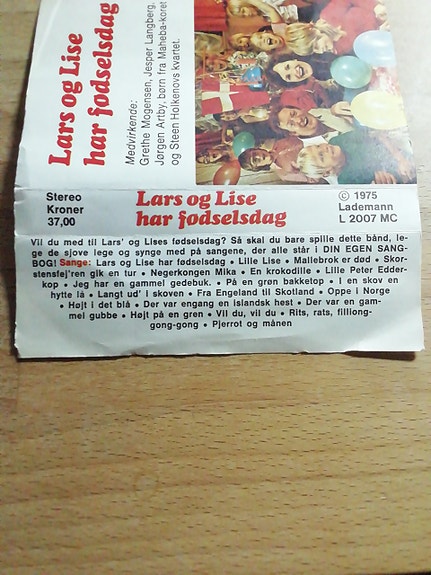 Lars og Lise
har fødselsdag
Medvirkende:
Grethe Mogensen, Jesper Langberg,
Jørgen Artby, børn fra Maheba-koret
og Steen Holkenovs kvartet.
Stereo
Kroner
37,00
Lars og Lise
har fødselsdag
© 1975
Lademann
L 2007 MC
Vil du med til Lars' og Lises fødselsdag? Så skal du bare spille dette bånd, le-
ge de sjove lege og synge med på sangene, der alle står i DIN EGEN SANG-
BOG! Sange: Lars og Lise har fødselsdag • Lille Lise • Mallebrok er død • Skor-
stensfej'ren gik en tur • Negerkongen Mika • En krokodille • Lille Peter Edder-
kop • Jeg har en gammel gedebuk. • På en grøn bakketop • I en skov en
hytte lå • Langt ud' i skoven • Fra Engeland til Skotland • Oppe i Norge
• Højt i det blå • Der var engang en islandsk hest • Der var en gam-
mel gubbe • Højt på en gren • Vil du, vil du • Rits, rats, filliong-
gong-gong • Pjerrot og månen